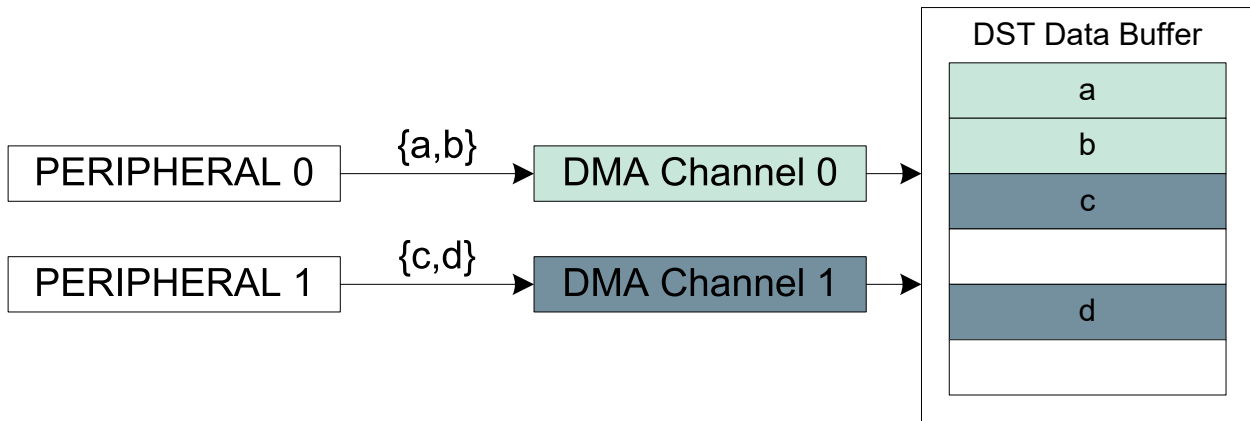 DST Data Buffer
a
b
c
d
PERIPHERAL 0
{a,b}
DMA Channel 0
PERIPHERAL 1
{c,d}
DMA Channel 1